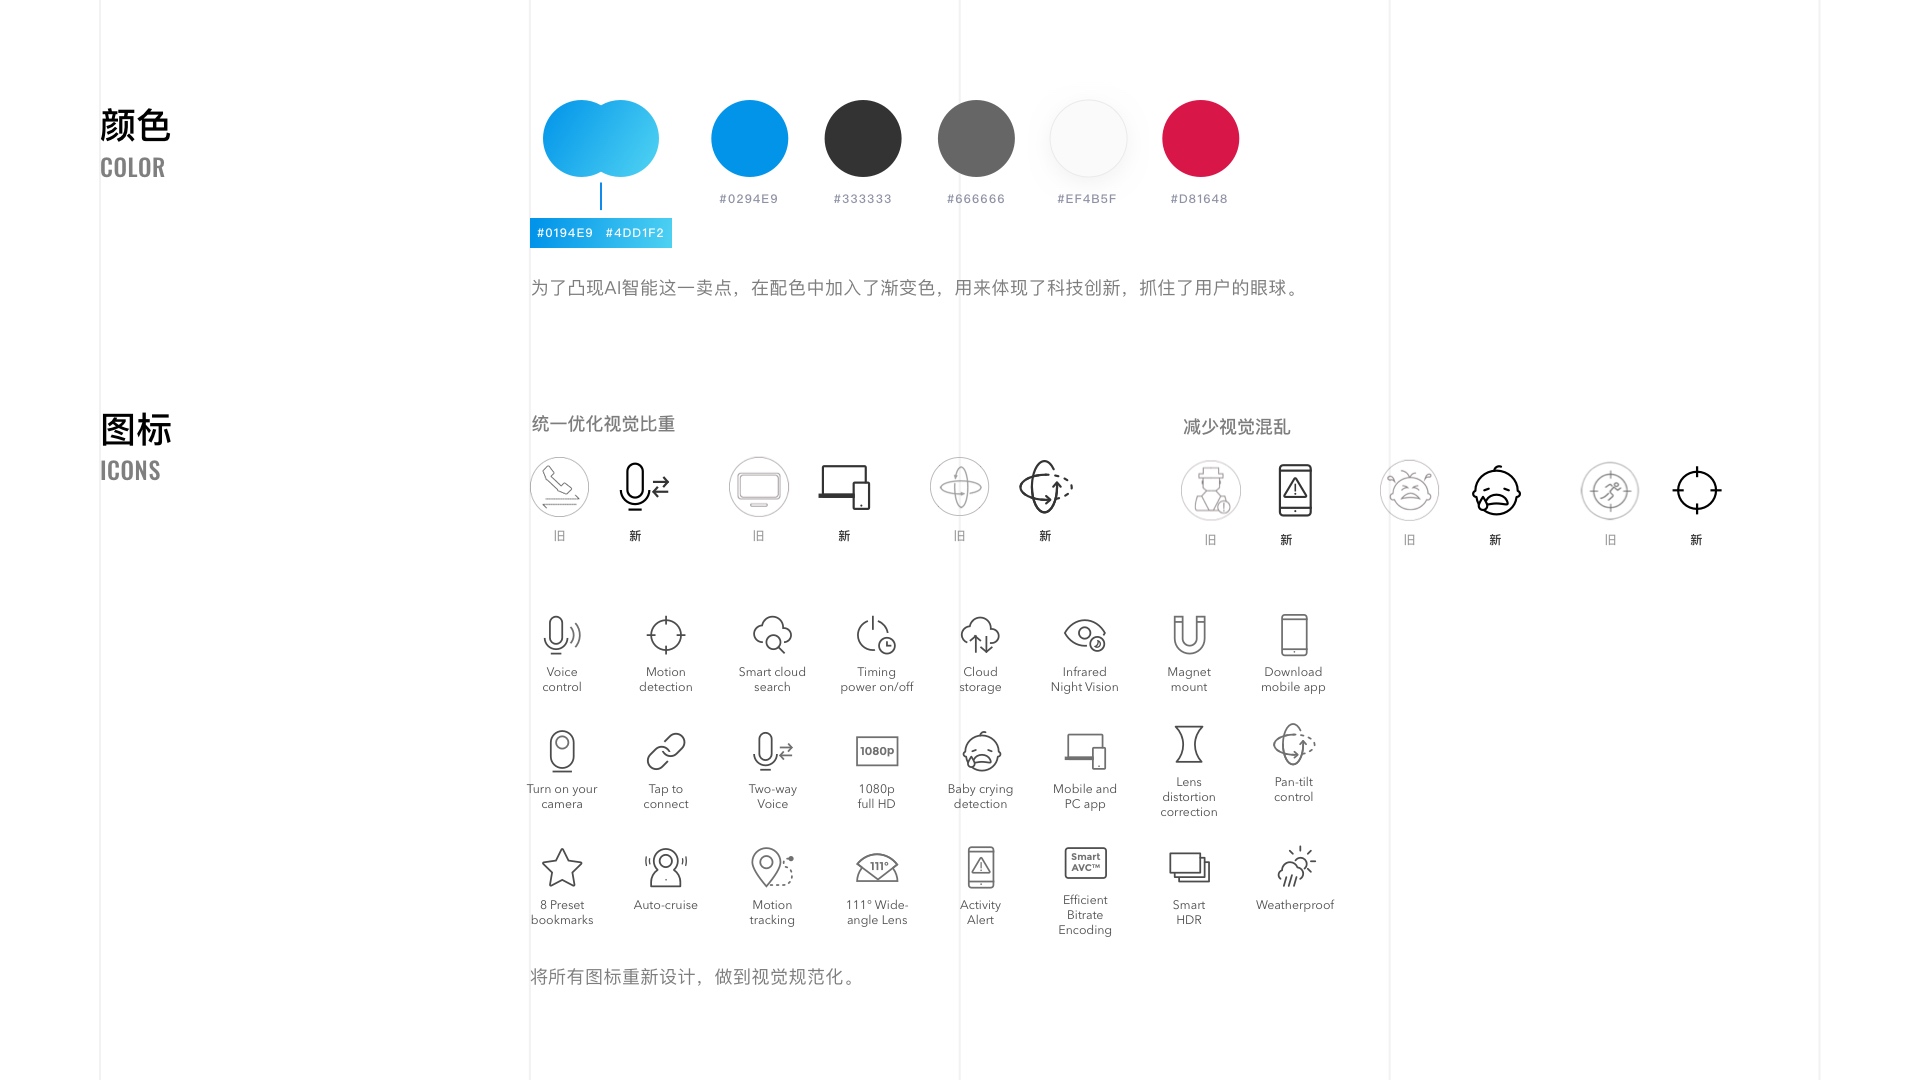 颜色
COLOR
#0294E9 #333333 #666666 #EF4B5F #D81648
#0194E9 #4DD1F2
为了凸现AI智能这一卖点，在配色中加入了渐变色，用来体现了科技创新，抓住了用户的眼球。
图标
ICONS
统一优化视觉比重
减少视觉混乱
旧 新 旧 新 旧 新 旧 新 旧 新 旧 新
Voice
control
Motion
detection
Smart cloud
search
Timing
power on/off
Cloud
storage
Infrared
Night Vision
Magnet
mount
Download
mobile app
Turn on your
camera
Tap to
connect
Two-way
Voice
1080p
1080p
full HD
Baby crying
detection
Mobile and
PC app
Lens
distortion
correction
Pan-tilt
control
8 Preset
bookmarks
Auto-cruise
Motion
tracking
111°
111° Wide-
angle Lens
Activity
Alert
Smart
AVC™
Efficient
Bitrate
Encoding
Smart
HDR
Weatherproof
将所有图标重新设计，做到视觉规范化。